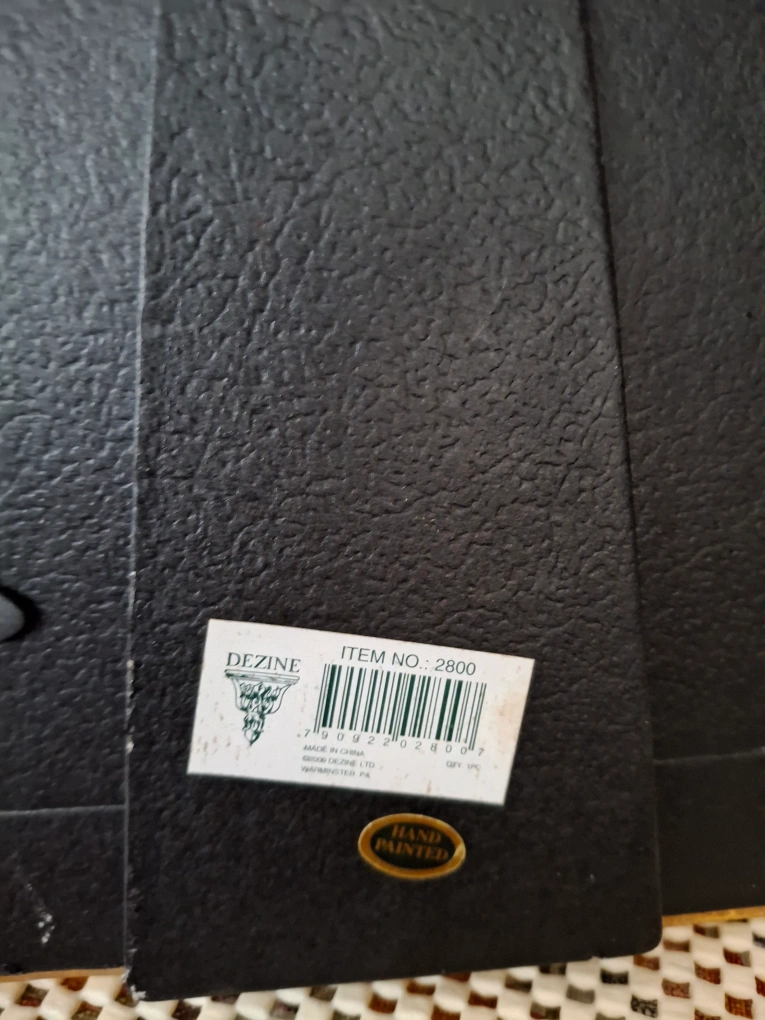 DEZINE
ITEM NO.: 2800
7 90922 02800 7
MADE IN CHINA
©2006 DEZINE LTD
WARMINSTER PA
QTY 1PC
HAND
PAINTED